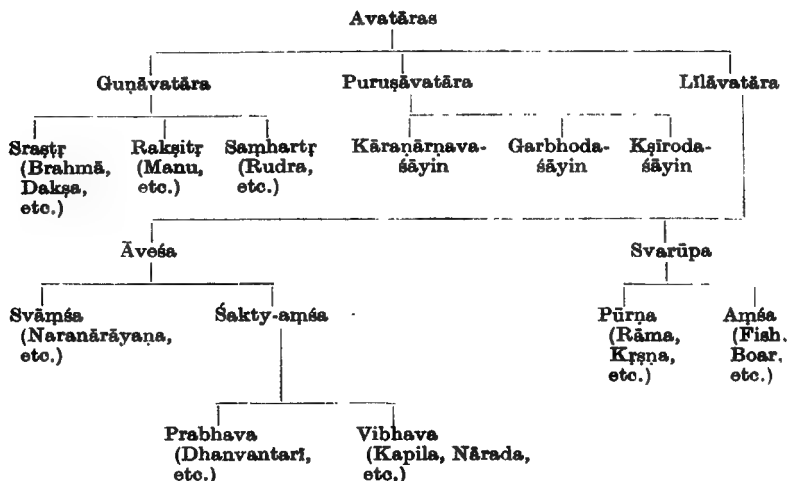 Avatāras
Guṇāvatāra Puruṣāvatāra Līlāvatāra
Sraṣṭṛ Rakṣitṛ Saṃhartṛ Kāraṇārṇava- Garbhoda- Kṣīroda-
(Brahmā, (Manu, (Rudra, śāyin śāyin śāyin
Dakṣa, etc.) etc.)
etc.)
Āveśa Svarūpa
Svāṃśa Śakty-aṃśa Pūrṇa Aṃśa
(Naranārāyaṇa, (Rāma, (Fish.
etc.) Kṛṣṇa, Boar.
etc.) etc.)
Prabhava Vibhava
(Dhanvantarī, (Kapila, Nārada,
etc.) etc.)